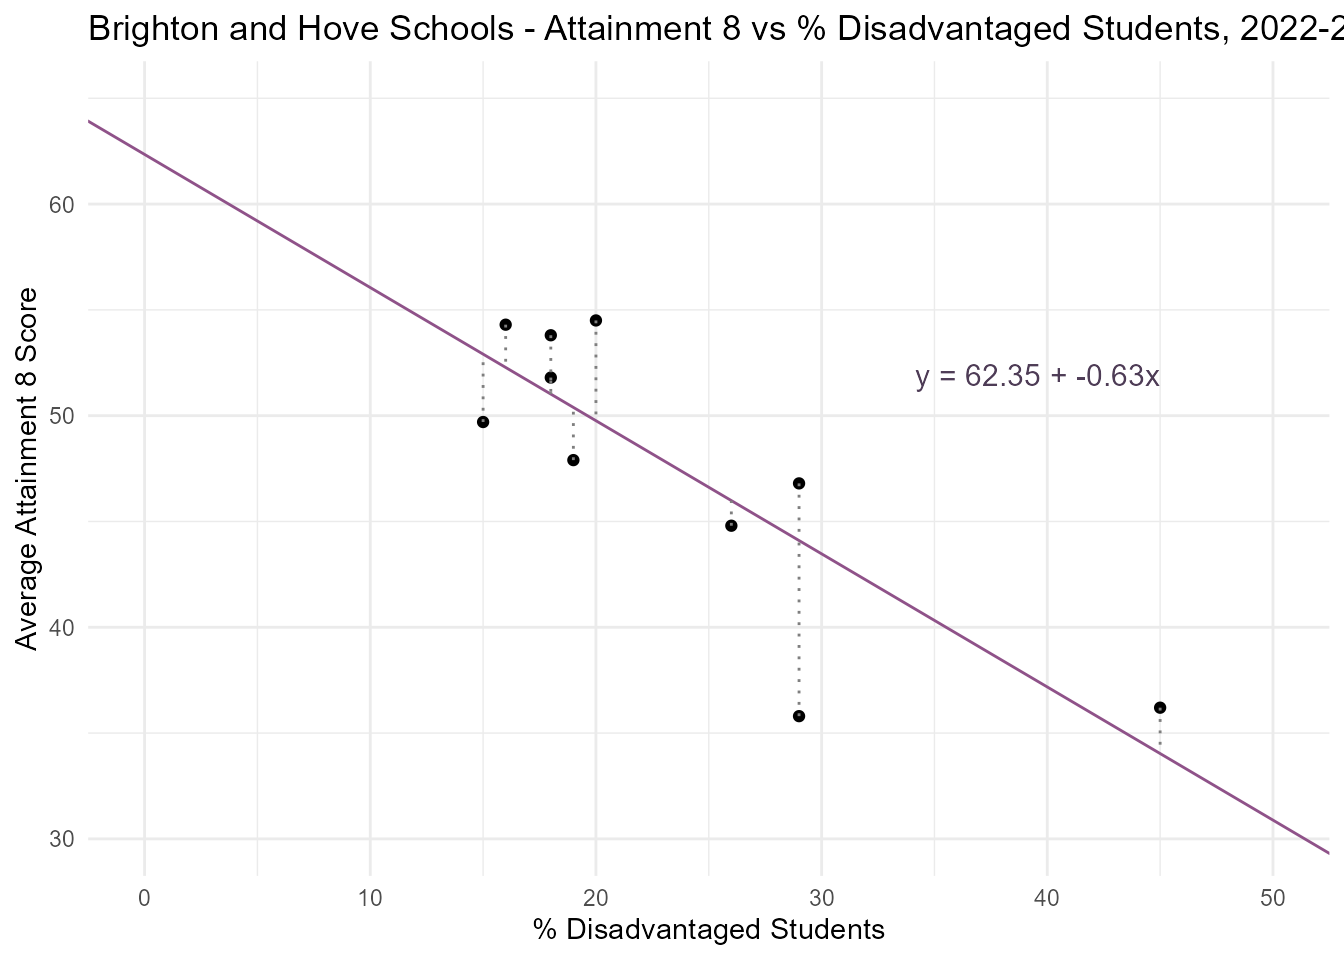 Brighton and Hove Schools - Attainment 8 vs % Disadvantaged Students, 2022-2
60
50
40
30
Average Attainment 8 Score
y = 62.35 + -0.63x
0 10 20 30 40 50
% Disadvantaged Students